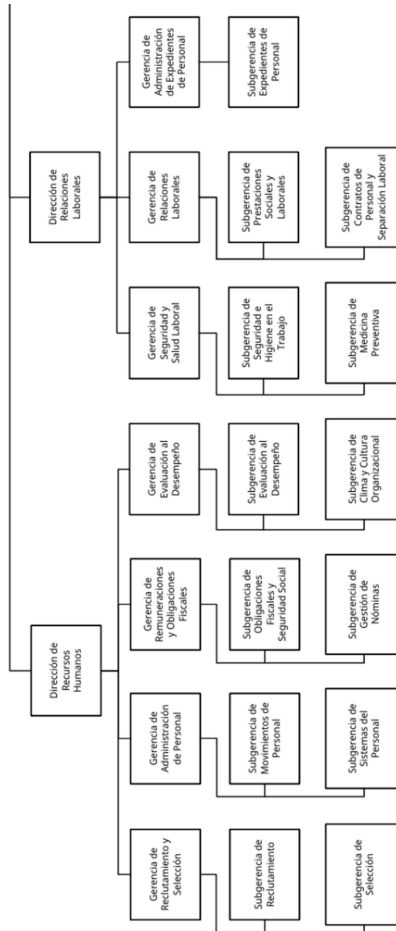 Dirección de
Recursos
Humanos
Dirección de
Relaciones
Laborales
Gerencia de
Reclutamiento y
Selección
Gerencia de
Administración
de Personal
Gerencia de
Remuneraciones
y Obligaciones
Fiscales
Gerencia de
Evaluación al
Desempeño
Gerencia de
Seguridad y
Salud Laboral
Gerencia de
Relaciones
Laborales
Gerencia de
Administración
de Expedientes
de Personal
Subgerencia de
Reclutamiento
Subgerencia de
Movimientos de
Personal
Subgerencia de
Obligaciones
Fiscales y
Seguridad Social
Subgerencia de
Evaluación al
Desempeño
Subgerencia de
Seguridad e
Higiene en el
Trabajo
Subgerencia de
Prestaciones
Sociales y
Laborales
Subgerencia de
Expedientes de
Personal
Subgerencia de
Selección
Subgerencia de
Sistemas del
Personal
Subgerencia de
Gestión de
Nóminas
Subgerencia de
Clima y Cultura
Organizacional
Subgerencia de
Medicina
Preventiva
Subgerencia de
Contratos de
Personal y
Separación Laboral